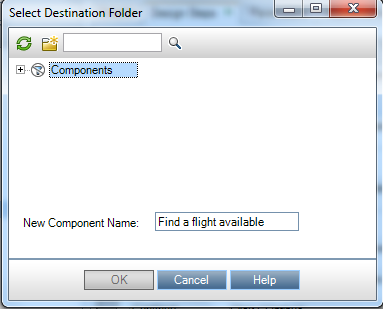 Select Destination Folder
Components
New Component Name: Find a flight available
OK Cancel Help